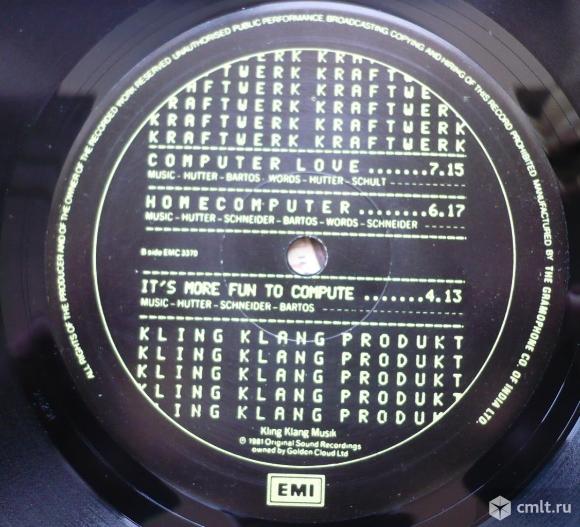 ALL RIGHTS OF THE PRODUCER AND OF THE OWNER OF THE RECORDED WORK RESERVED UNAUTHORISED PUBLIC PERFORMANCE, BROADCASTING, COPYING AND HIRING OF THIS RECORD PROHIBITED MANUFACTURED BY THE GRAMOPHONE CO. OF INDIA LTD.
KRAFTWERK KRAFTWERK
KRAFTWERK KRAFTWERK
KRAFTWERK KRAFTWERK
COMPUTER LOVE.......7.15
MUSIC - HUTTER - BARTOS - WORDS - HUTTER - SCHULT
HOMECOMPUTER........6.17
MUSIC - HUTTER - SCHNEIDER - BARTOS - WORDS - SCHNEIDER
B side EMC 3370
IT'S MORE FUN TO COMPUTE.......4.13
MUSIC - HUTTER - SCHNEIDER - BARTOS
KLING KLANG PRODUKT
KLING KLANG PRODUKT
KLING KLANG PRODUKT
KLING KLANG PRODUKT
LING KLANG PRODUK
Kling Klang Musik
℗ 1981 Original Sound Recordings
owned by Golden Cloud Ltd
EMI
cmlt.ru